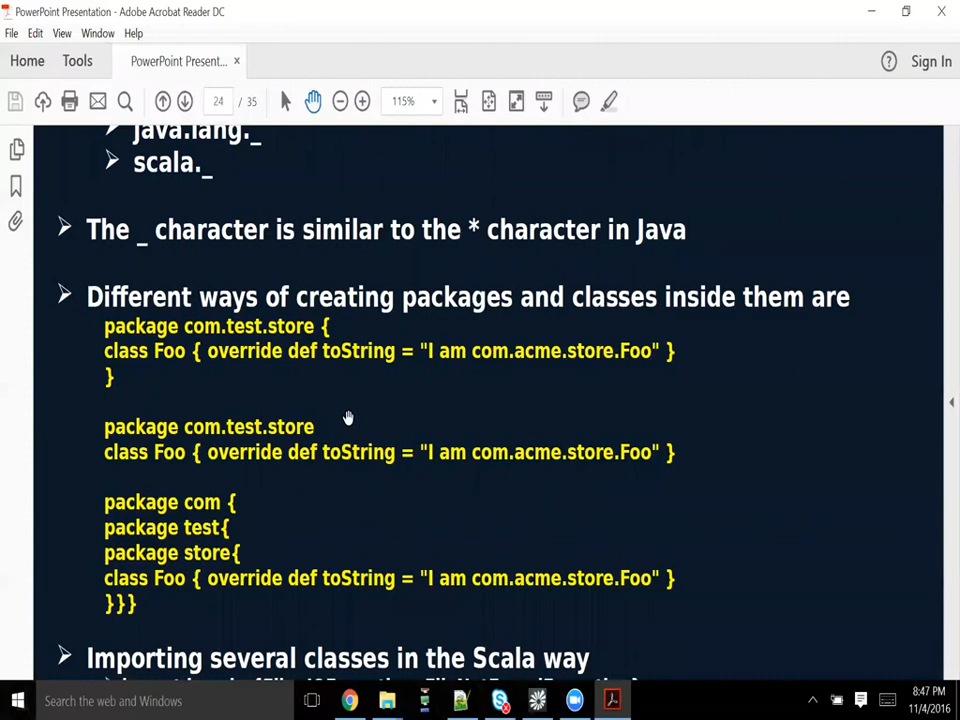 PowerPoint Presentation - Adobe Acrobat Reader DC
File Edit View Window Help
Home Tools PowerPoint Present... × Sign In
24 / 35 115%
java.lang._
scala._
The _ character is similar to the * character in Java
Different ways of creating packages and classes inside them are
package com.test.store {
class Foo { override def toString = "I am com.acme.store.Foo" }
}
package com.test.store
class Foo { override def toString = "I am com.acme.store.Foo" }
package com {
package test{
package store{
class Foo { override def toString = "I am com.acme.store.Foo" }
}}}
Importing several classes in the Scala way
Search the web and Windows
8:47 PM
11/4/2016